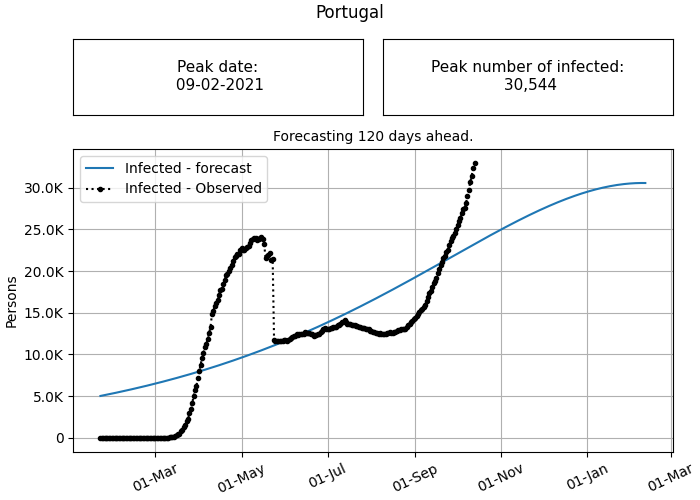 Portugal
Peak date:
09-02-2021
Peak number of infected:
30,544
Forecasting 120 days ahead.
Infected - forecast
Infected - Observed
Persons
30.0K
25.0K
20.0K
15.0K
10.0K
5.0K
0
01-Mar
01-May
01-Jul
01-Sep
01-Nov
01-Jan
01-Mar